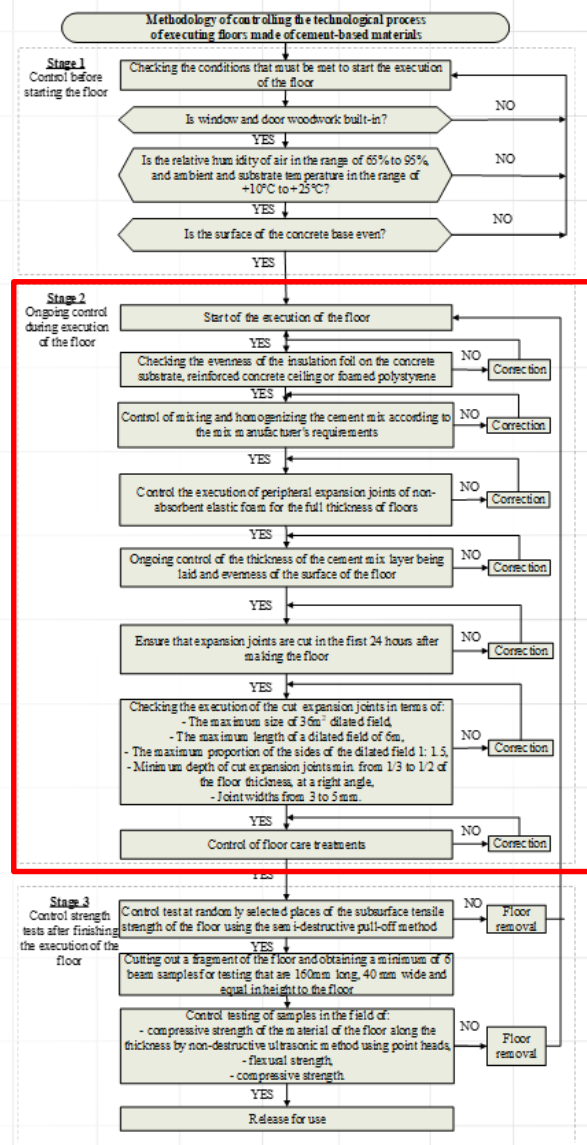 Methodology of controlling the technological process
of executing floors made of cement-based materials
Stage 1
Control before
starting the floor
Checking the conditions that must be met to start the execution
of the floor
NO
Is window and door woodwork built-in?
YES
Is the relative humidity of air in the range of 65% to 95%,
and ambient and substrate temperature in the range of
+10°C to +25°C?
NO
YES
Is the surface of the concrete base even?
NO
YES
Stage 2
Ongoing control
during execution
of the floor
Start of the execution of the floor
YES
Checking the evenness of the insulation foil on the concrete
substrate, reinforced concrete ceiling or foamed polystyrene
NO
Correction
YES
Control of mixing and homogenizing the cement mix according to
the mix manufacturer's requirements
NO
Correction
YES
Control the execution of peripheral expansion joints of non-
absorbent elastic foam for the full thickness of floors
NO
Correction
YES
Ongoing control of the thickness of the cement mix layer being
laid and evenness of the surface of the floor
NO
Correction
YES
Ensure that expansion joints are cut in the first 24 hours after
making the floor
NO
Correction
YES
Checking the execution of the cut expansion joints in terms of:
- The maximum size of 36m² dilated field,
- The maximum length of a dilated field of 6m,
- The maximum proportion of the sides of the dilated field 1: 1.5,
- Minimum depth of cut expansion joints min. from 1/3 to 1/2 of
the floor thickness, at a right angle,
- Joint widths from 3 to 5 mm.
NO
Correction
YES
Control of floor care treatments
NO
Correction
YES
Stage 3
Control strength
tests after finishing
the execution of the
floor
Control test at randomly selected places of the subsurface tensile
strength of the floor using the semi-destructive pull-off method
NO
Floor
removal
YES
Cutting out a fragment of the floor and obtaining a minimum of 6
beam samples for testing that are 160mm long, 40 mm wide and
equal in height to the floor
Control testing of samples in the field of:
- compressive strength of the material of the floor along the
thickness by non-destructive ultrasonic method using point heads,
- flexural strength,
- compressive strength.
NO
Floor
removal
YES
Release for use